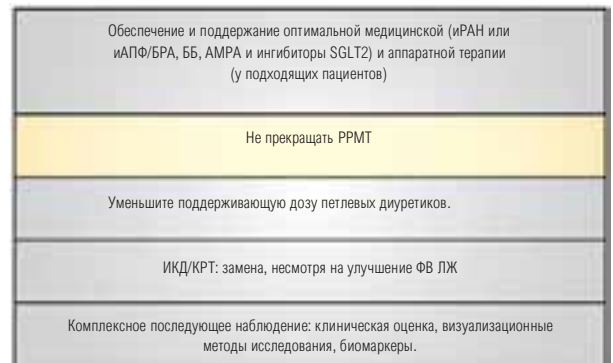 Обеспечение и поддержание оптимальной медицинской (иРАН или
иАПФ/БРА, ББ, АМРА и ингибиторы SGLT2) и аппаратной терапии
(у подходящих пациентов)
Не прекращать РРМТ
Уменьшите поддерживающую дозу петлевых диуретиков.
ИКД/КРТ: замена, несмотря на улучшение ФВ ЛЖ
Комплексное последующее наблюдение: клиническая оценка, визуализационные
методы исследования, биомаркеры.